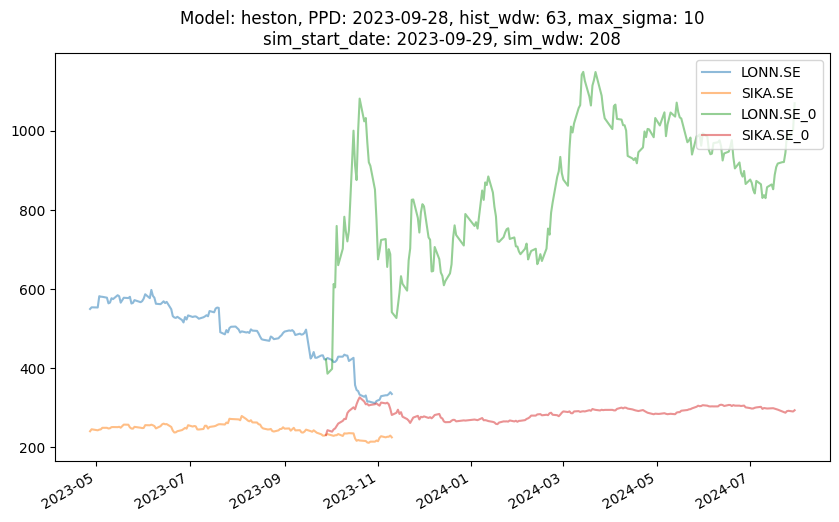 Model: heston, PPD: 2023-09-28, hist_wdw: 63, max_sigma: 10
sim_start_date: 2023-09-29, sim_wdw: 208
LONN.SE
SIKA.SE
LONN.SE_0
SIKA.SE_0
1000
800
600
400
200
2023-05
2023-07
2023-09
2023-11
2024-01
2024-03
2024-05
2024-07